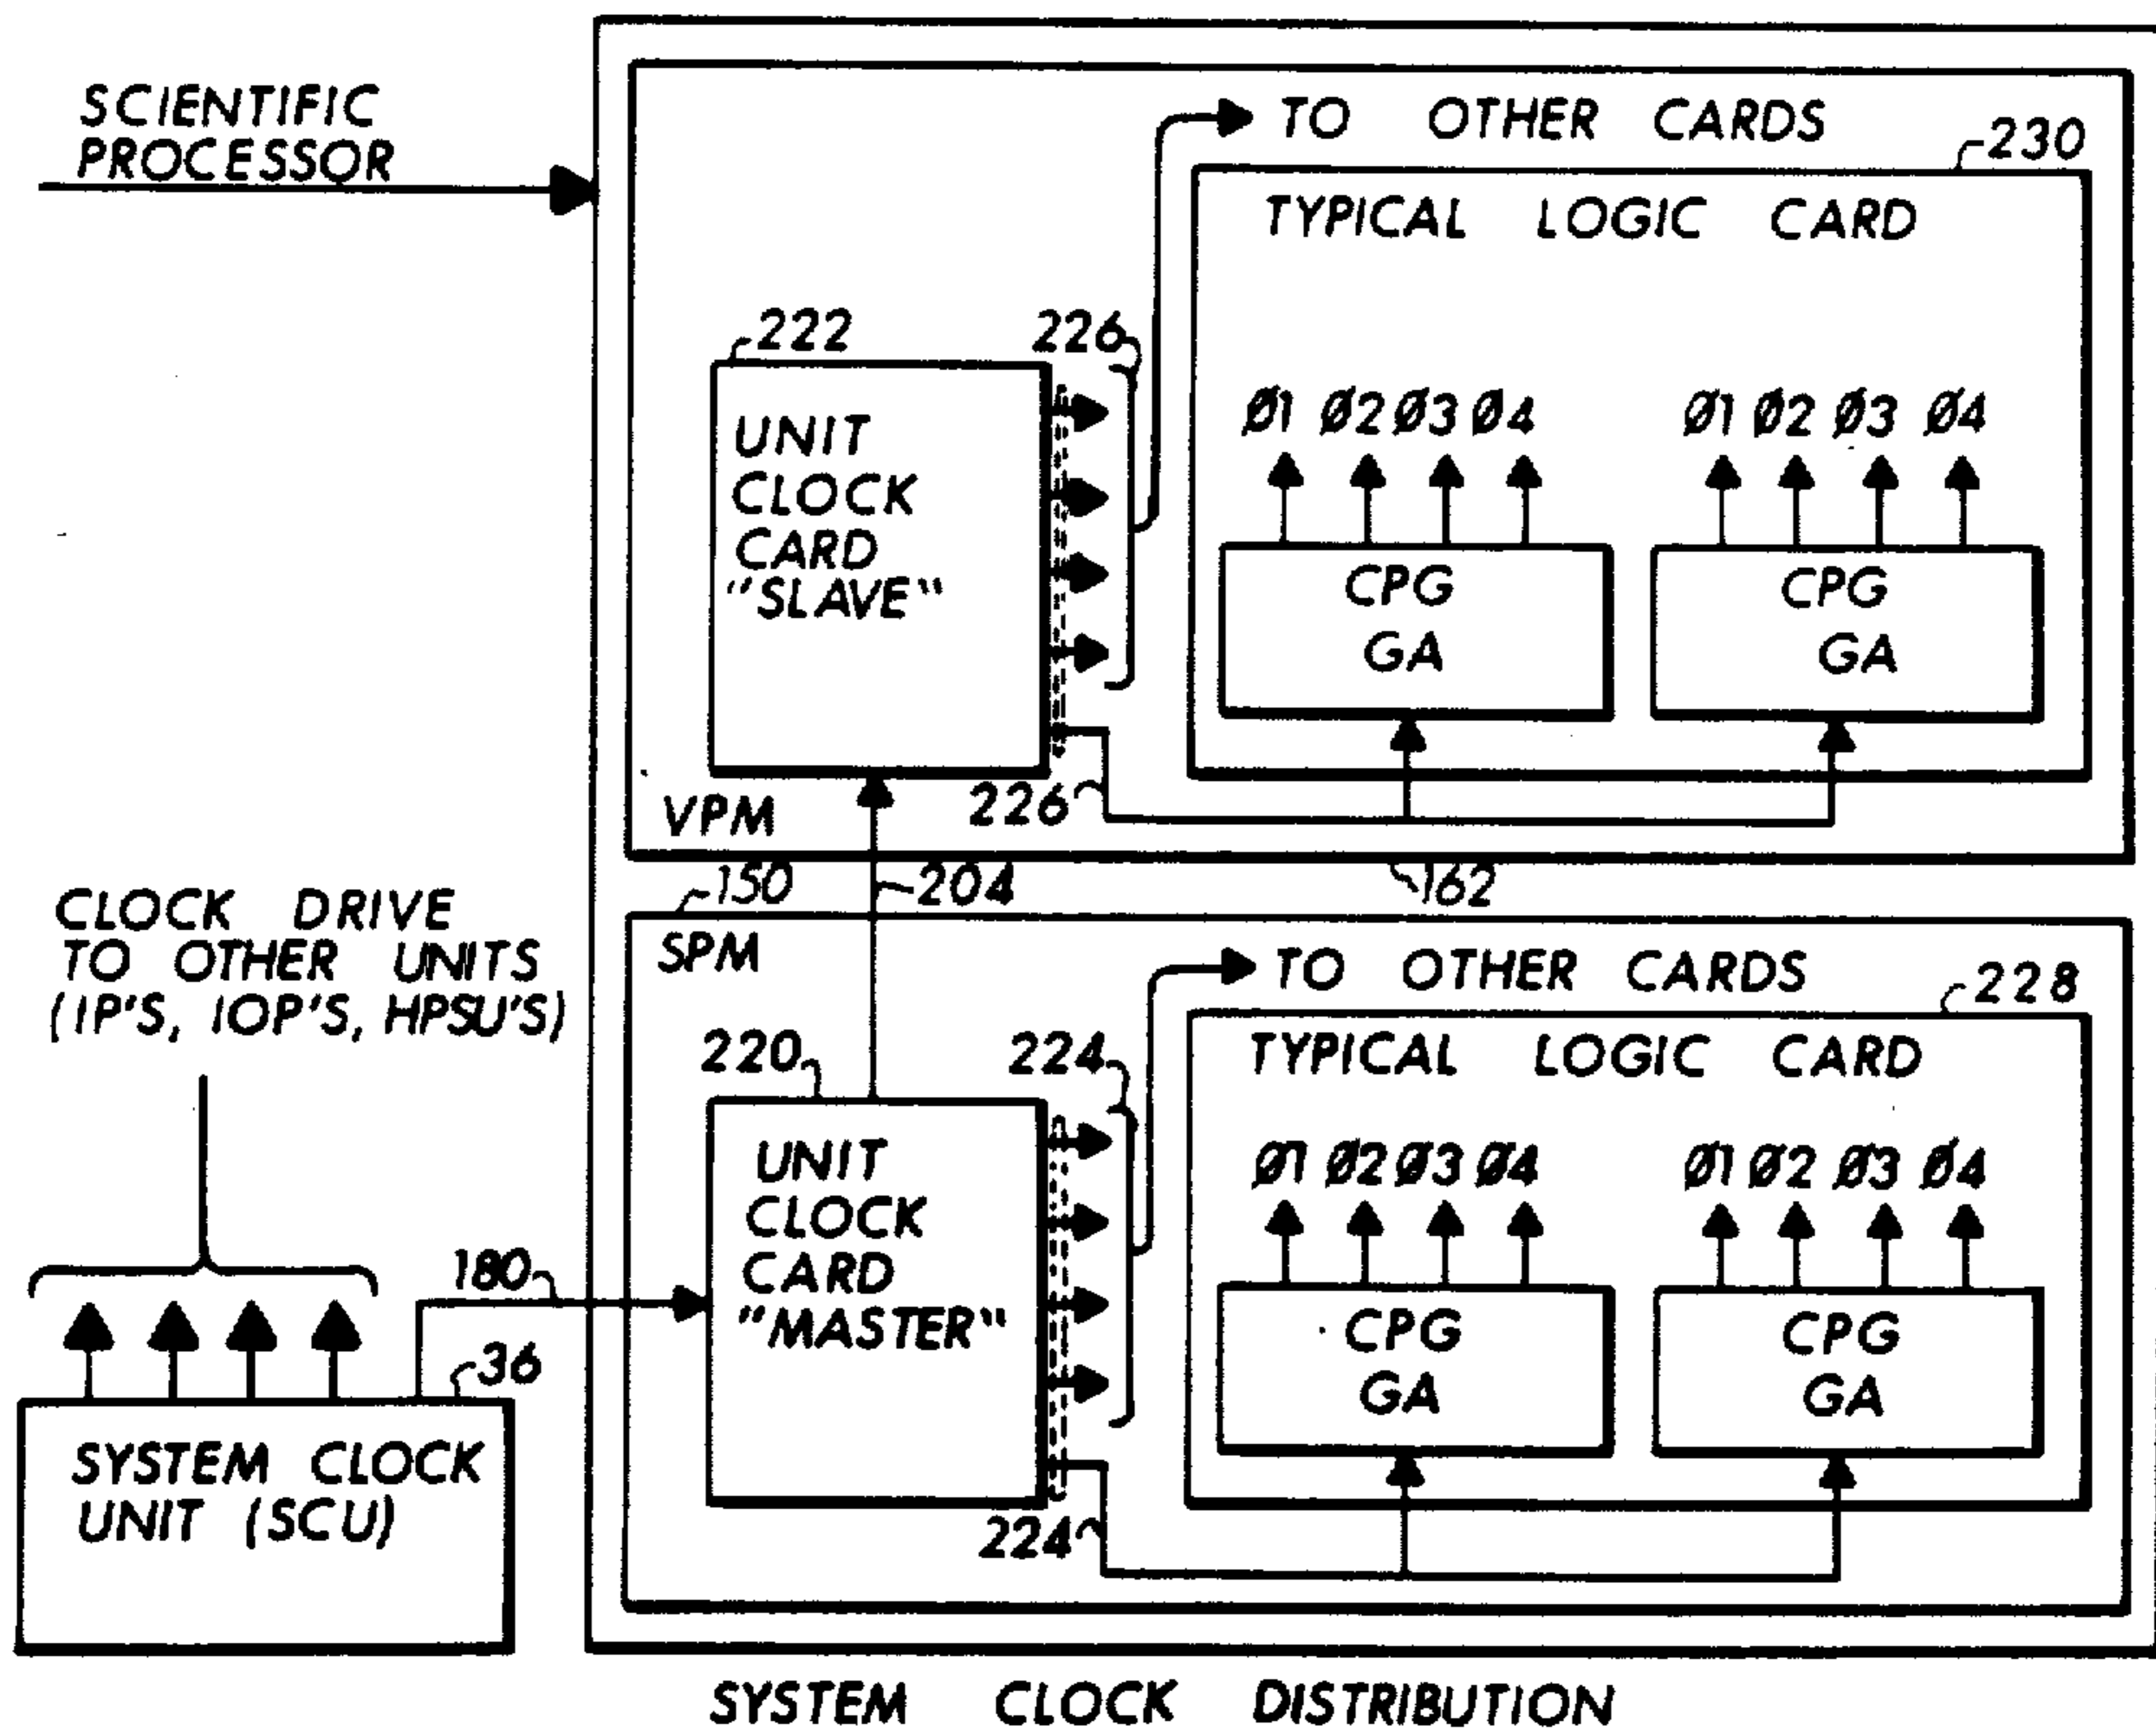 SCIENTIFIC
PROCESSOR
TO OTHER CARDS
230
TYPICAL LOGIC CARD
222
226
UNIT
CLOCK
CARD
"SLAVE"
Ø1 Ø2 Ø3 Ø4
Ø1 Ø2 Ø3 Ø4
CPG
GA
CPG
GA
226
VPM
150
204
162
CLOCK DRIVE
TO OTHER UNITS
(IP'S, IOP'S, HPSU'S)
SPM
TO OTHER CARDS
228
TYPICAL LOGIC CARD
220
224
UNIT
CLOCK
CARD
"MASTER"
Ø1 Ø2 Ø3 Ø4
Ø1 Ø2 Ø3 Ø4
CPG
GA
CPG
GA
180
36
SYSTEM CLOCK
UNIT (SCU)
224
SYSTEM CLOCK DISTRIBUTION